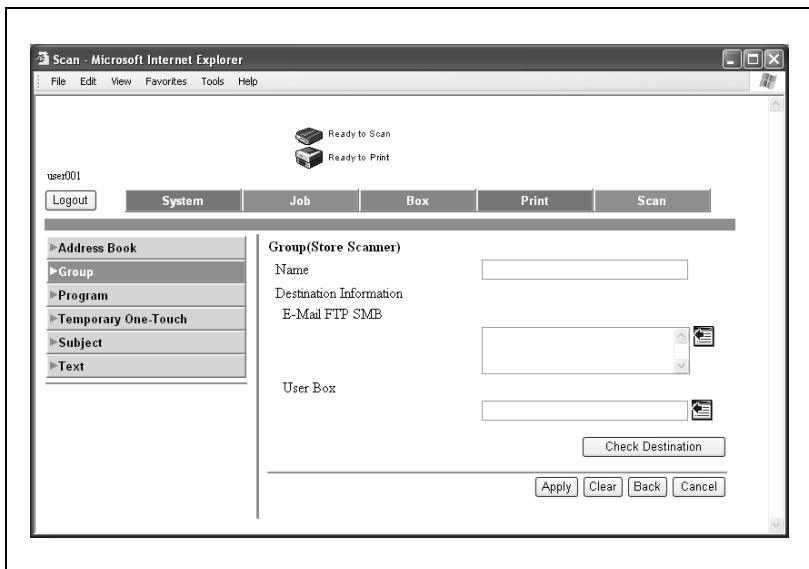 Scan - Microsoft Internet Explorer
File Edit View Favorites Tools Help
Ready to Scan
Ready to Print
user001
Logout System Job Box Print Scan
Address Book
Group
Program
Temporary One-Touch
Subject
Text
Group(Store Scanner)
Name
Destination Information
E-Mail FTP SMB
User Box
Check Destination
Apply Clear Back Cancel